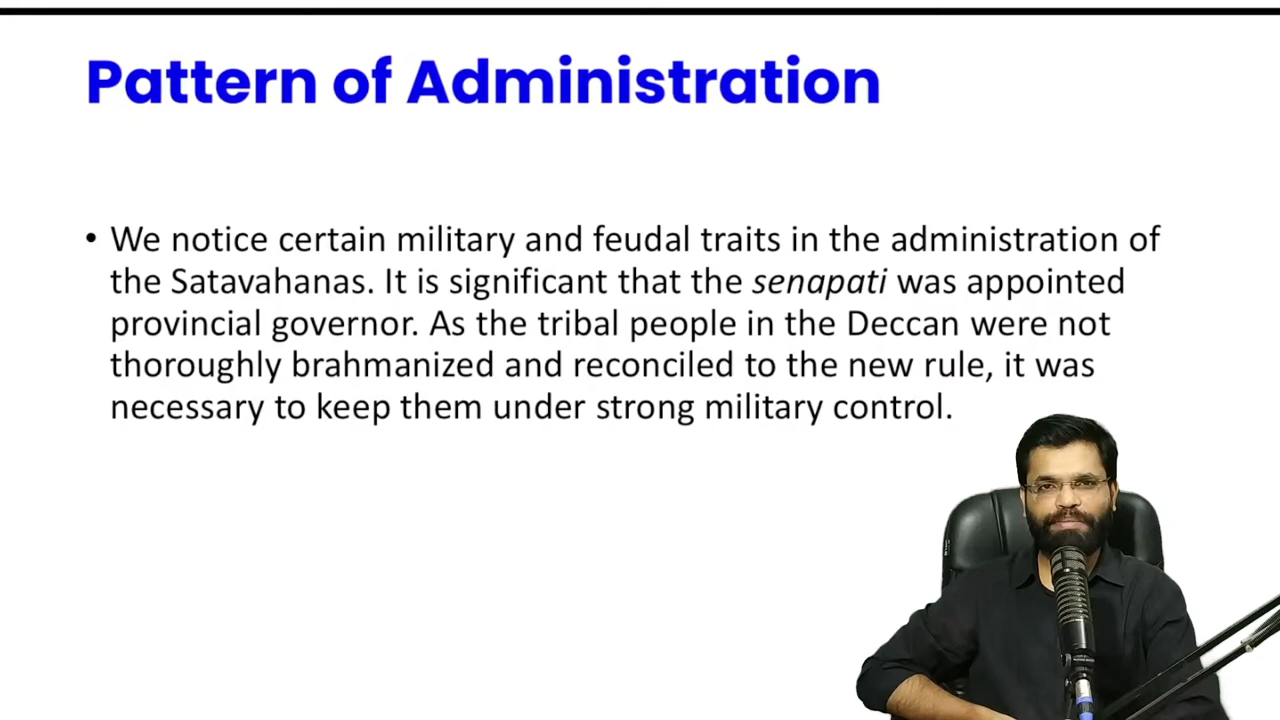 Pattern of Administration
• We notice certain military and feudal traits in the administration of
the Satavahanas. It is significant that the senapati was appointed
provincial governor. As the tribal people in the Deccan were not
thoroughly brahmanized and reconciled to the new rule, it was
necessary to keep them under strong military control.